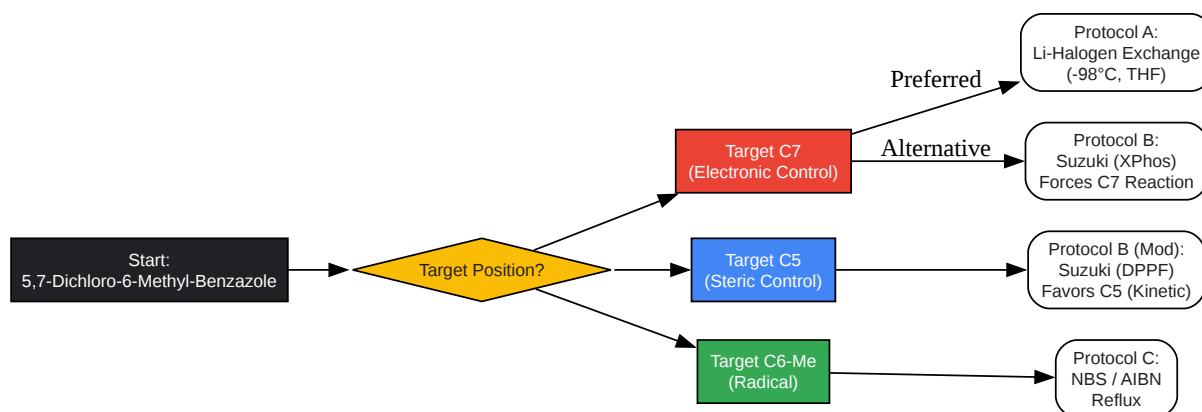 Start:
5,7-Dichloro-6-Methyl-Benzazole
Target Position?
Target C7
(Electronic Control)
Preferred
Protocol A:
Li-Halogen Exchange
(-98°C, THF)
Alternative
Protocol B:
Suzuki (XPhos)
Forces C7 Reaction
Target C5
(Steric Control)
Protocol B (Mod):
Suzuki (DPPF)
Favors C5 (Kinetic)
Target C6-Me
(Radical)
Protocol C:
NBS / AIBN
Reflux